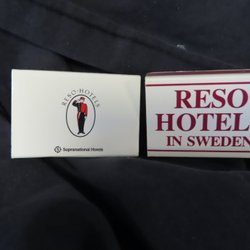 RESO·HOTELS
Supranational Hotels
RESO
HOTEL
IN SWEDEN